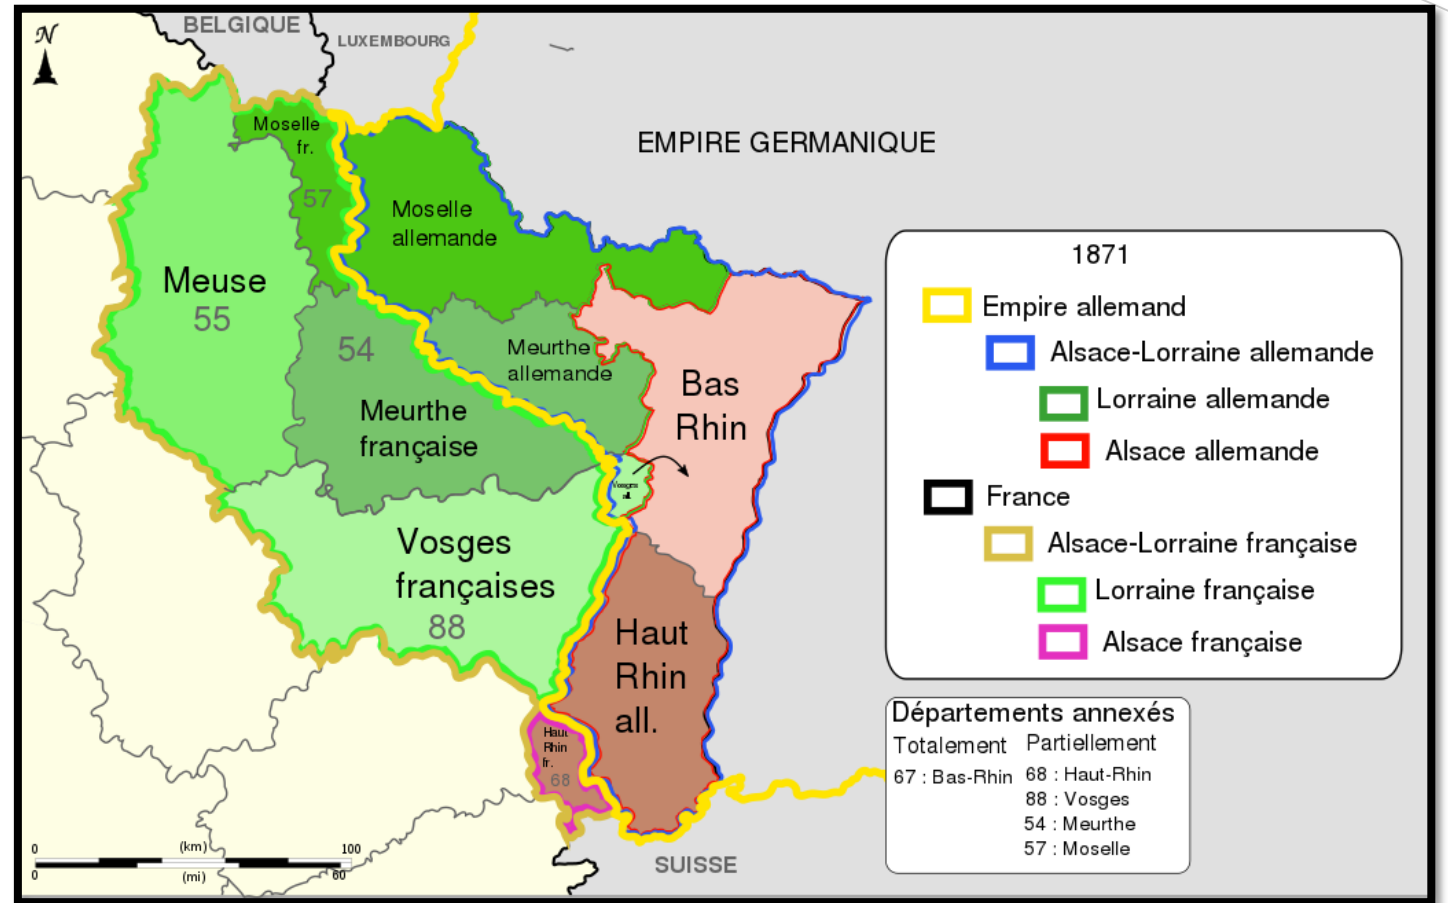 BELGIQUE
LUXEMBOURG
N
EMPIRE GERMANIQUE
Moselle
fr.
57
Moselle
allemande
Meuse
55
54
Meurthe
française
Meurthe
allemande
Bas
Rhin
Vosges
all.
Vosges
françaises
88
Haut
Rhin
all.
Haut
Rhin
fr.
68
SUISSE
0 (km) 100
0 (mi) 60
1871
Empire allemand
Alsace-Lorraine allemande
Lorraine allemande
Alsace allemande
France
Alsace-Lorraine française
Lorraine française
Alsace française
Départements annexés
Totalement Partiellement
67 : Bas-Rhin 68 : Haut-Rhin
88 : Vosges
54 : Meurthe
57 : Moselle